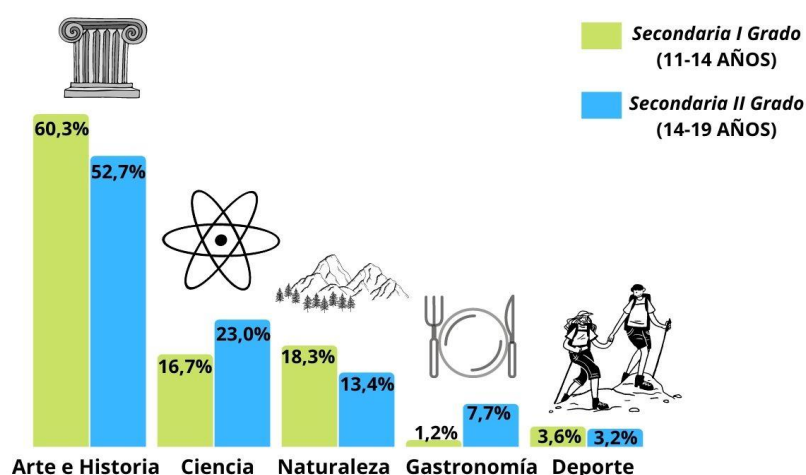 Secondaria I Grado
(11-14 AÑOS)
Secondaria II Grado
(14-19 AÑOS)
60,3%
52,7%
16,7%
23,0%
18,3%
13,4%
1,2%
7,7%
3,6%
3,2%
Arte e Historia
Ciencia
Naturaleza
Gastronomía
Deporte